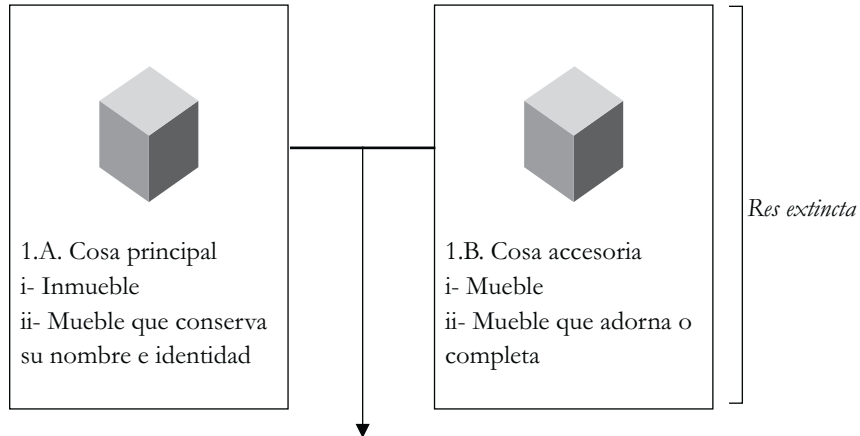 1.A. Cosa principal
i- Inmueble
ii- Mueble que conserva
su nombre e identidad
1.B. Cosa accesoria
i- Mueble
ii- Mueble que adorna o
completa
Res extincta